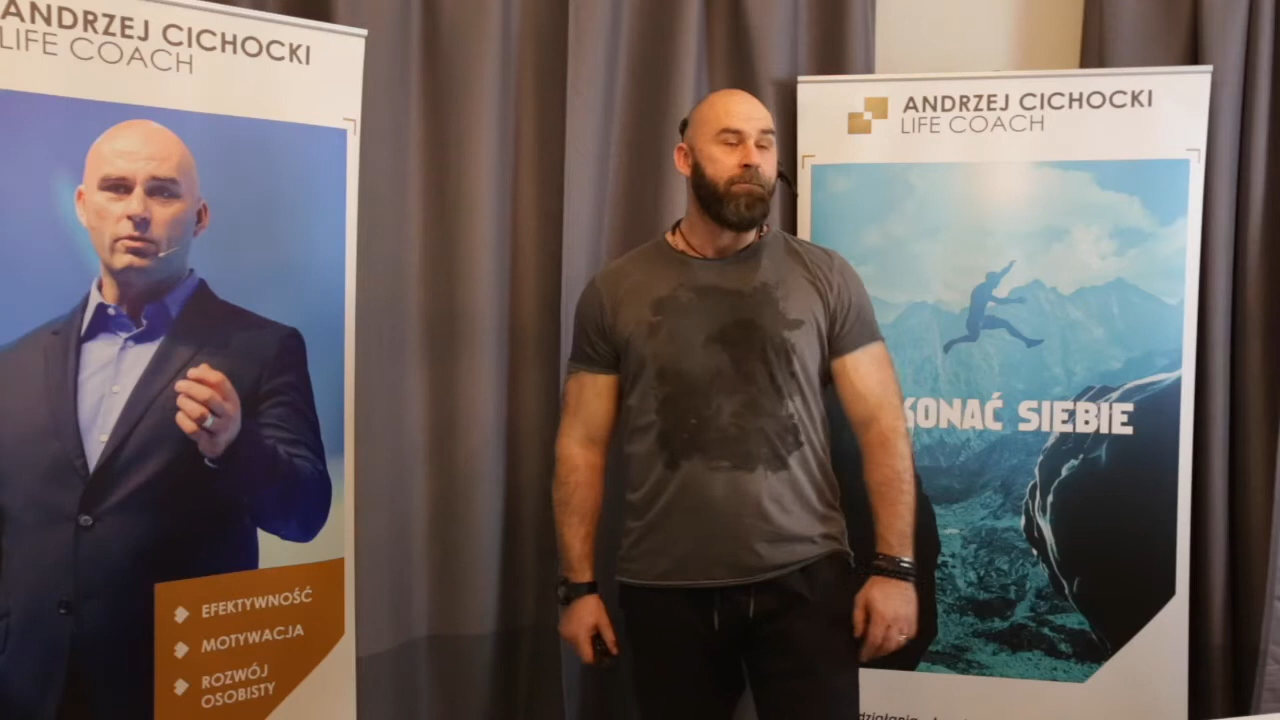 ANDRZEJ CICHOCKI
LIFE COACH
EFEKTYWNOŚĆ
MOTYWACJA
ROZWÓJ
OSOBISTY
ANDRZEJ CICHOCKI
LIFE COACH
KONAĆ SIEBIE